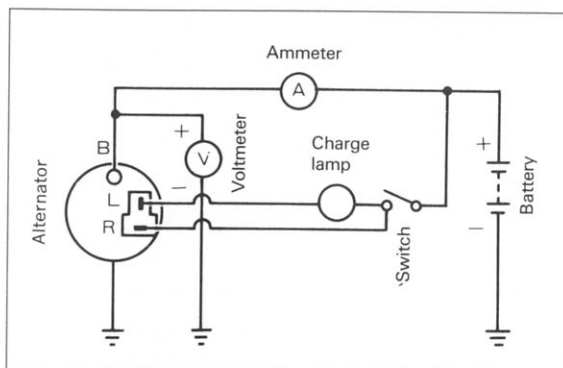 Ammeter
A
+
B
V
Voltmeter
Charge
lamp
+
Battery
L
−
R
Alternator
Switch
−